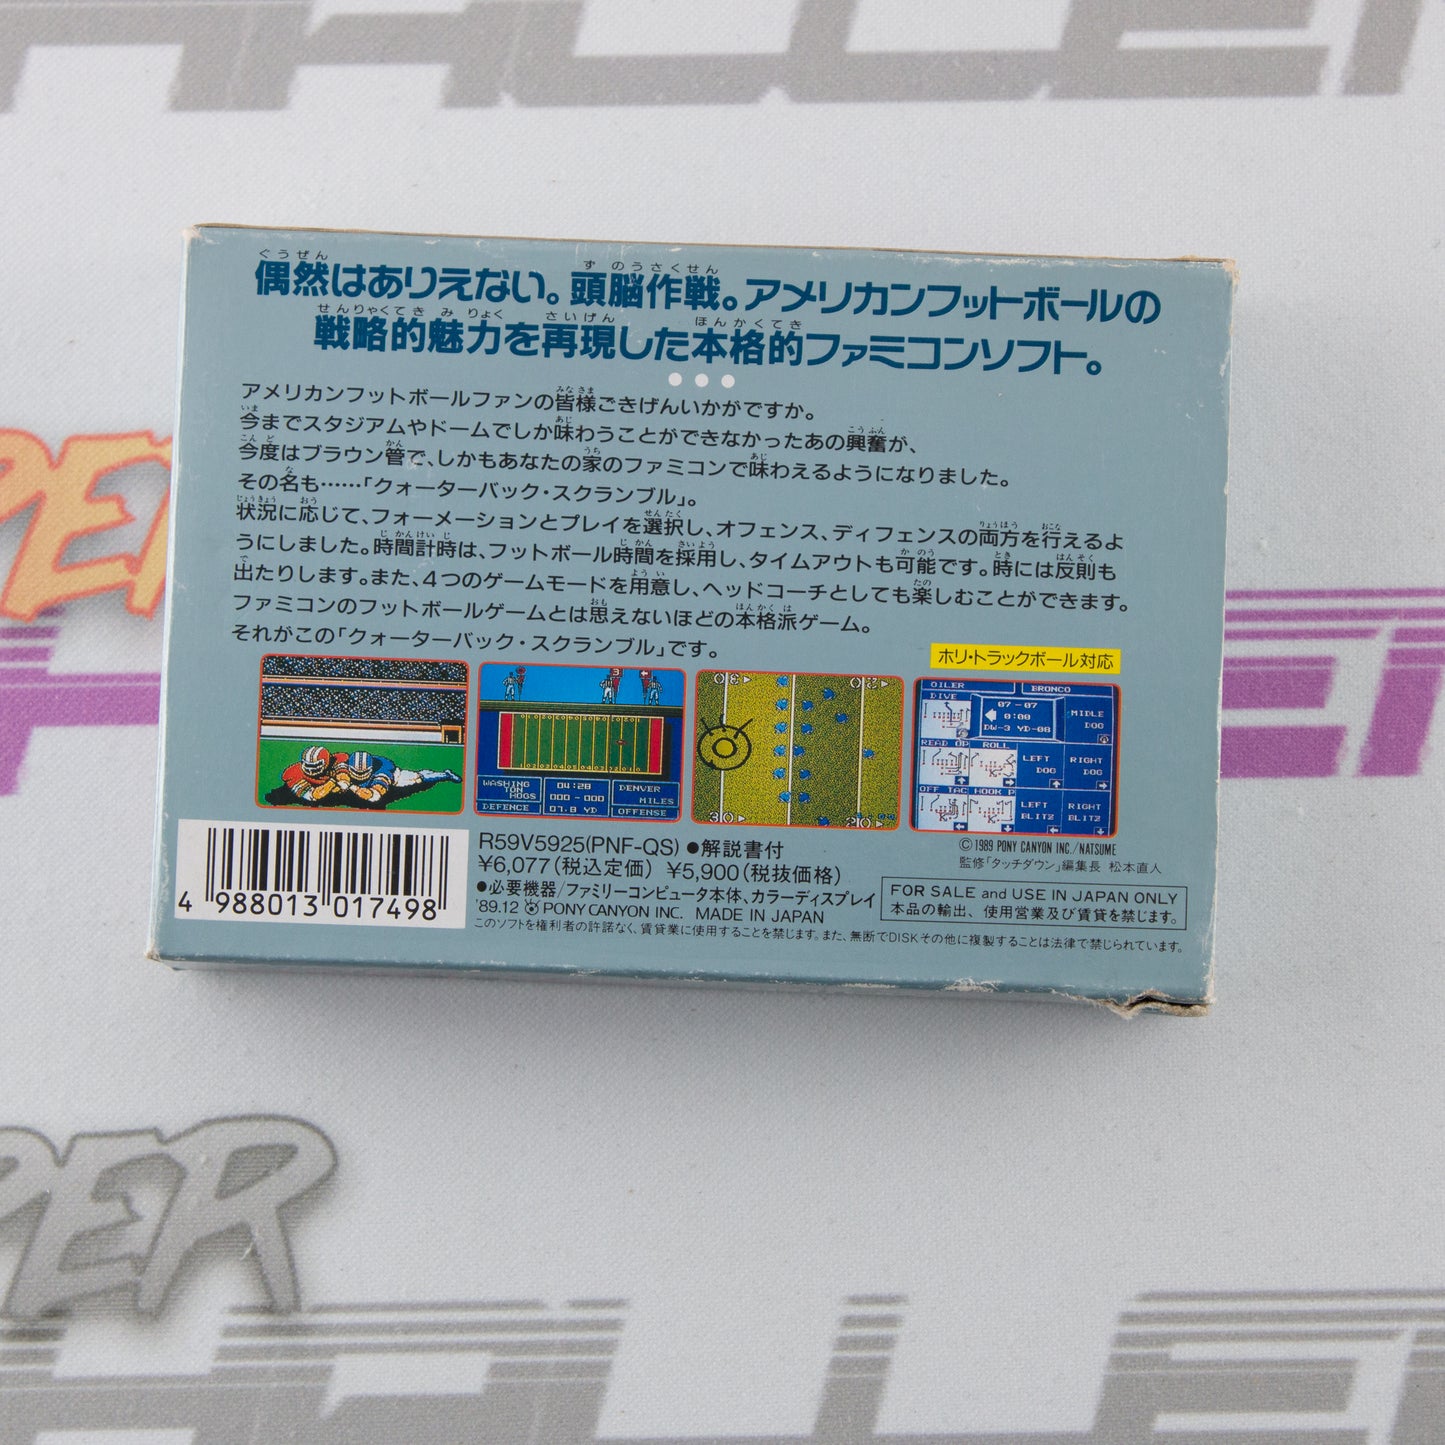 偶然はありえない。頭脳作戦。アメリカンフットボールの
戦略的魅力を再現した本格的ファミコンソフト。
アメリカンフットボールファンの皆様ごきげんいかがですか。
今までスタジアムやドームでしか味わうことができなかったあの興奮が、
今度はブラウン管で、しかもあなたの家のファミコンで味わえるようになりました。
その名も……「クォーターバック・スクランブル」。
状況に応じて、フォーメーションとプレイを選択し、オフェンス、ディフェンスの両方を行えるよ
うにしました。時間計時は、フットボール時間を採用し、タイムアウトも可能です。時には反則も
出たりします。また、4つのゲームモードを用意し、ヘッドコーチとしても楽しむことができます。
ファミコンのフットボールゲームとは思えないほどの本格派ゲーム。
それがこの「クォーターバック・スクランブル」です。
ホリ・トラックボール対応
WASHING
TON
HOGS
DEFENCE
04:28
000-000
07.8 YD
DENVER
MILES
OFFENSE
30
20
OILER
BRONCO
DIVE
07-07
0:00
DW-3 YD-08
MIDLE
DOG
READ OP ROLL
LEFT
DOG
RIGHT
DOG
OFF TAC HOOK P
LEFT
BLITZ
RIGHT
BLITZ
©1989 PONY CANYON INC./NATSUME
監修「タッチダウン」編集長 松本直人
4 988013 017498
R59V5925(PNF-QS) ●解説書付
¥6,077(税込定価) ¥5,900(税抜価格)
●必要機器/ファミリーコンピュータ本体、カラーディスプレイ
'89.12 PONY CANYON INC. MADE IN JAPAN
FOR SALE and USE IN JAPAN ONLY
本品の輸出、使用営業及び賃貸を禁じます。
このソフトを権利者の許諾なく、賃貸業に使用することを禁じます。また、無断でDISKその他に複製することは法律で禁じられています。